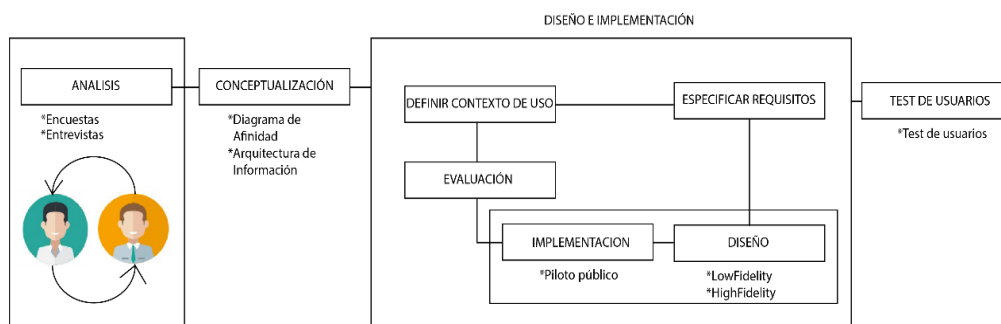 DISEÑO E IMPLEMENTACIÓN
ANALISIS
*Encuestas
*Entrevistas
CONCEPTUALIZACIÓN
*Diagrama de
Afinidad
*Arquitectura de
Información
DEFINIR CONTEXTO DE USO
ESPECIFICAR REQUISITOS
EVALUACIÓN
IMPLEMENTACION
*Piloto público
DISEÑO
*LowFidelity
*HighFidelity
TEST DE USUARIOS
*Test de usuarios